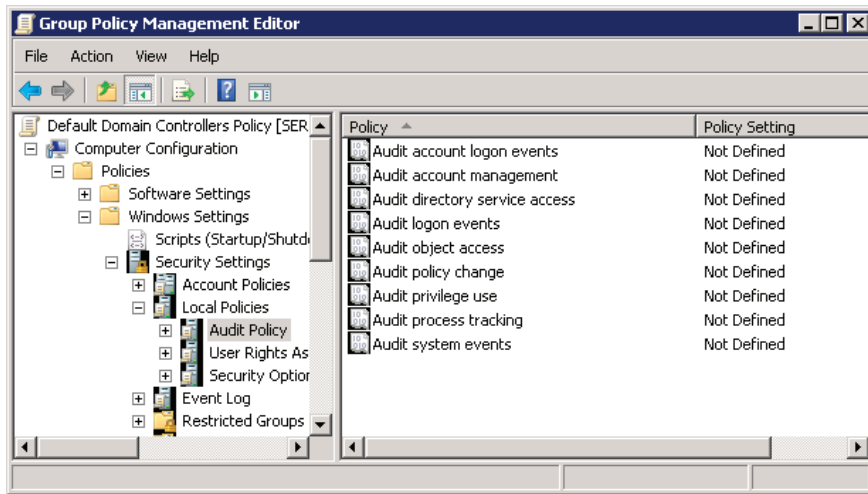 Group Policy Management Editor
File Action View Help
Default Domain Controllers Policy [SER
Computer Configuration
Policies
Software Settings
Windows Settings
Scripts (Startup/Shutd
Security Settings
Account Policies
Local Policies
Audit Policy
User Rights As
Security Option
Event Log
Restricted Groups
Policy Policy Setting
Audit account logon events Not Defined
Audit account management Not Defined
Audit directory service access Not Defined
Audit logon events Not Defined
Audit object access Not Defined
Audit policy change Not Defined
Audit privilege use Not Defined
Audit process tracking Not Defined
Audit system events Not Defined